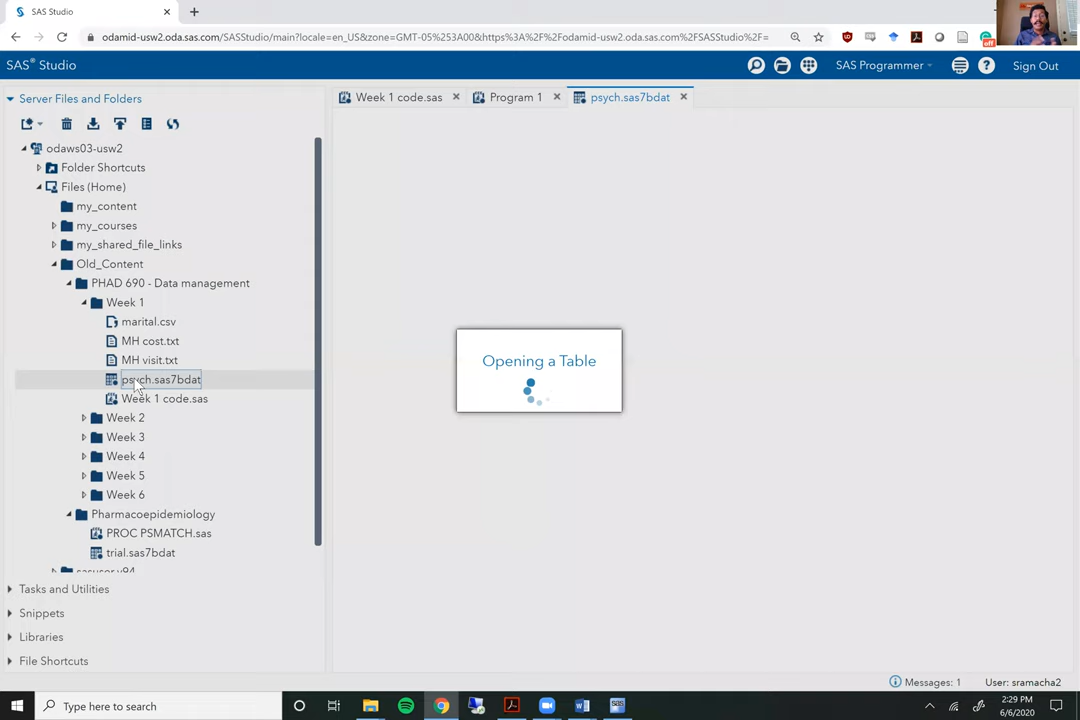 SAS Studio
odamid-usw2.oda.sas.com/SASStudio/main?locale=en_US&zone=GMT-05%253A00&https%3A%2F%2Fodamid-usw2.oda.sas.com%2FSASStudio%2F=
off
SAS® Studio
SAS Programmer
Sign Out
Server Files and Folders
Week 1 code.sas
Program 1
psych.sas7bdat
odaws03-usw2
Folder Shortcuts
Files (Home)
my_content
my_courses
my_shared_file_links
Old_Content
PHAD 690 - Data management
Week 1
marital.csv
MH cost.txt
MH visit.txt
psych.sas7bdat
Week 1 code.sas
Week 2
Week 3
Week 4
Week 5
Week 6
Pharmacoepidemiology
PROC PSMATCH.sas
trial.sas7bdat
sasuser.v94
Opening a Table
Tasks and Utilities
Snippets
Libraries
File Shortcuts
Messages: 1
User: sramacha2
Type here to search
2:29 PM
6/6/2020